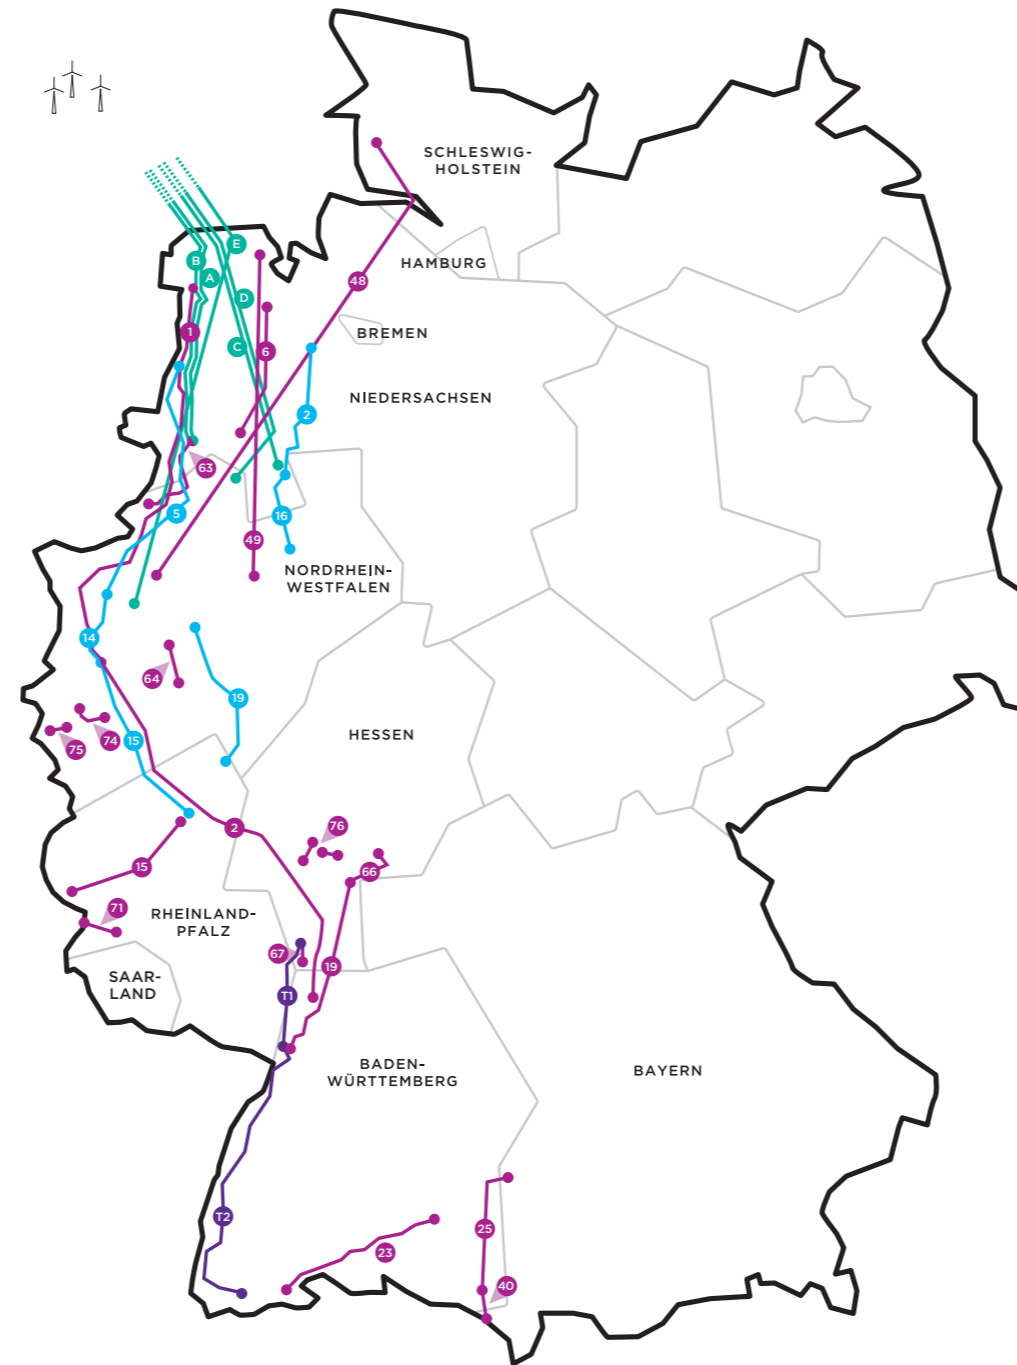 SCHLESWIG-
HOLSTEIN
E
B
HAMBURG
A
48
D
1
BREMEN
C
6
NIEDERSACHSEN
2
63
5
16
49
NORDRHEIN-
WESTFALEN
14
64
19
HESSEN
75
74
15
76
2
15
66
71
RHEINLAND-
PFALZ
67
19
SAAR-
LAND
T1
BADEN-
WÜRTTEMBERG
BAYERN
T2
25
23
40